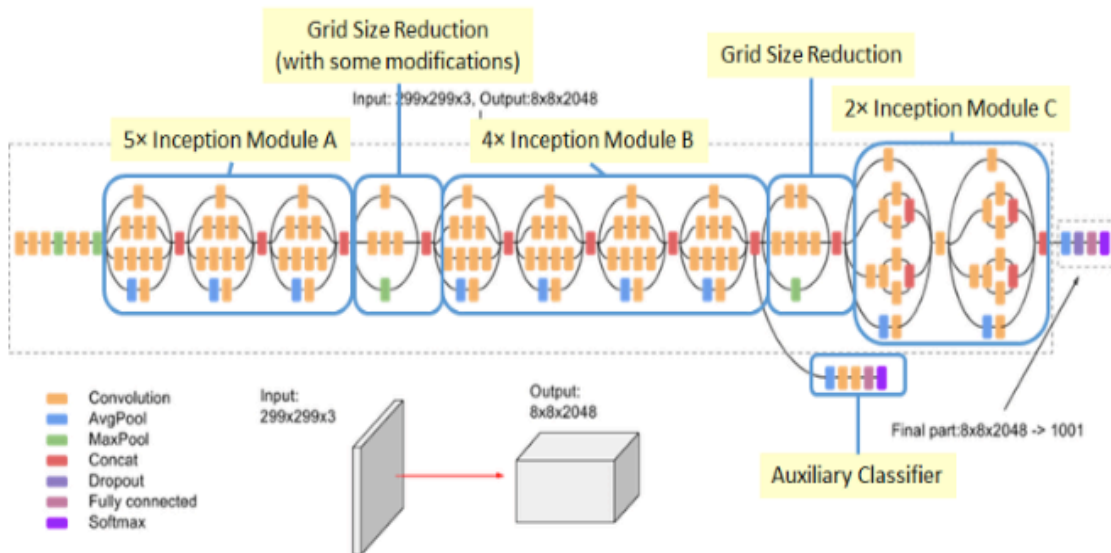 Grid Size Reduction
(with some modifications)
Grid Size Reduction
Input: 299x299x3, Output:8x8x2048
2× Inception Module C
5× Inception Module A
4× Inception Module B
Convolution
AvgPool
MaxPool
Concat
Dropout
Fully connected
Softmax
Input:
299x299x3
Output:
8x8x2048
Final part:8x8x2048 -> 1001
Auxiliary Classifier